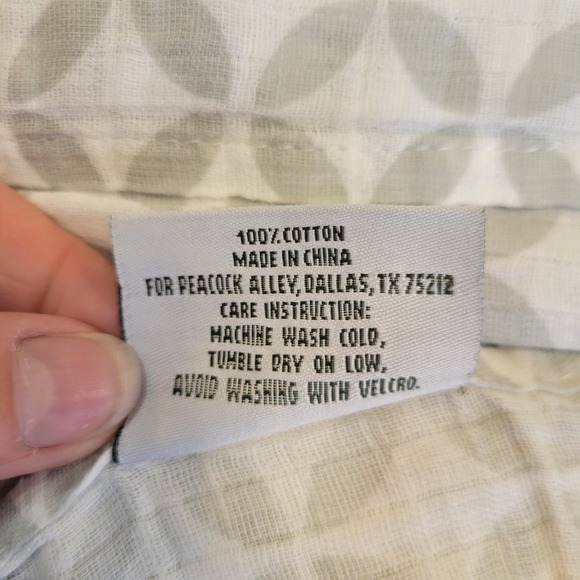 100% COTTON
MADE IN CHINA
FOR PEACOCK ALLEY, DALLAS, TX 75212
CARE INSTRUCTION:
MACHINE WASH COLD,
TUMBLE DRY ON LOW,
AVOID WASHING WITH VELCRO.